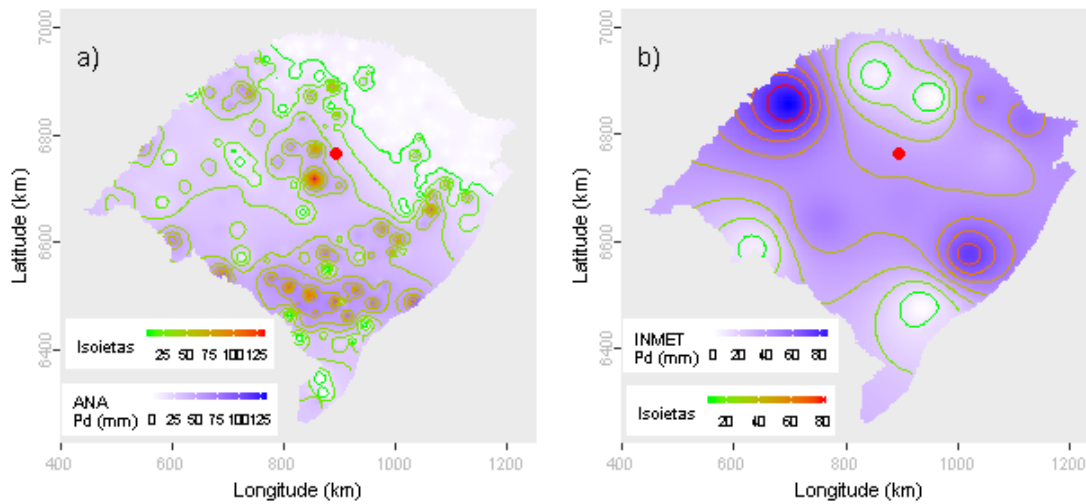 a)
Latitude (km)
7000
6800
6600
6400
Isoietas
25 50 75 100 125
ANA
Pd (mm)
0 25 50 75 100 125
400 600 800 1000 1200
Longitude (km)
b)
Latitude (km)
7000
6800
6600
6400
INMET
Pd (mm)
0 20 40 60 80
Isoietas
20 40 60 80
400 600 800 1000 1200
Longitude (km)